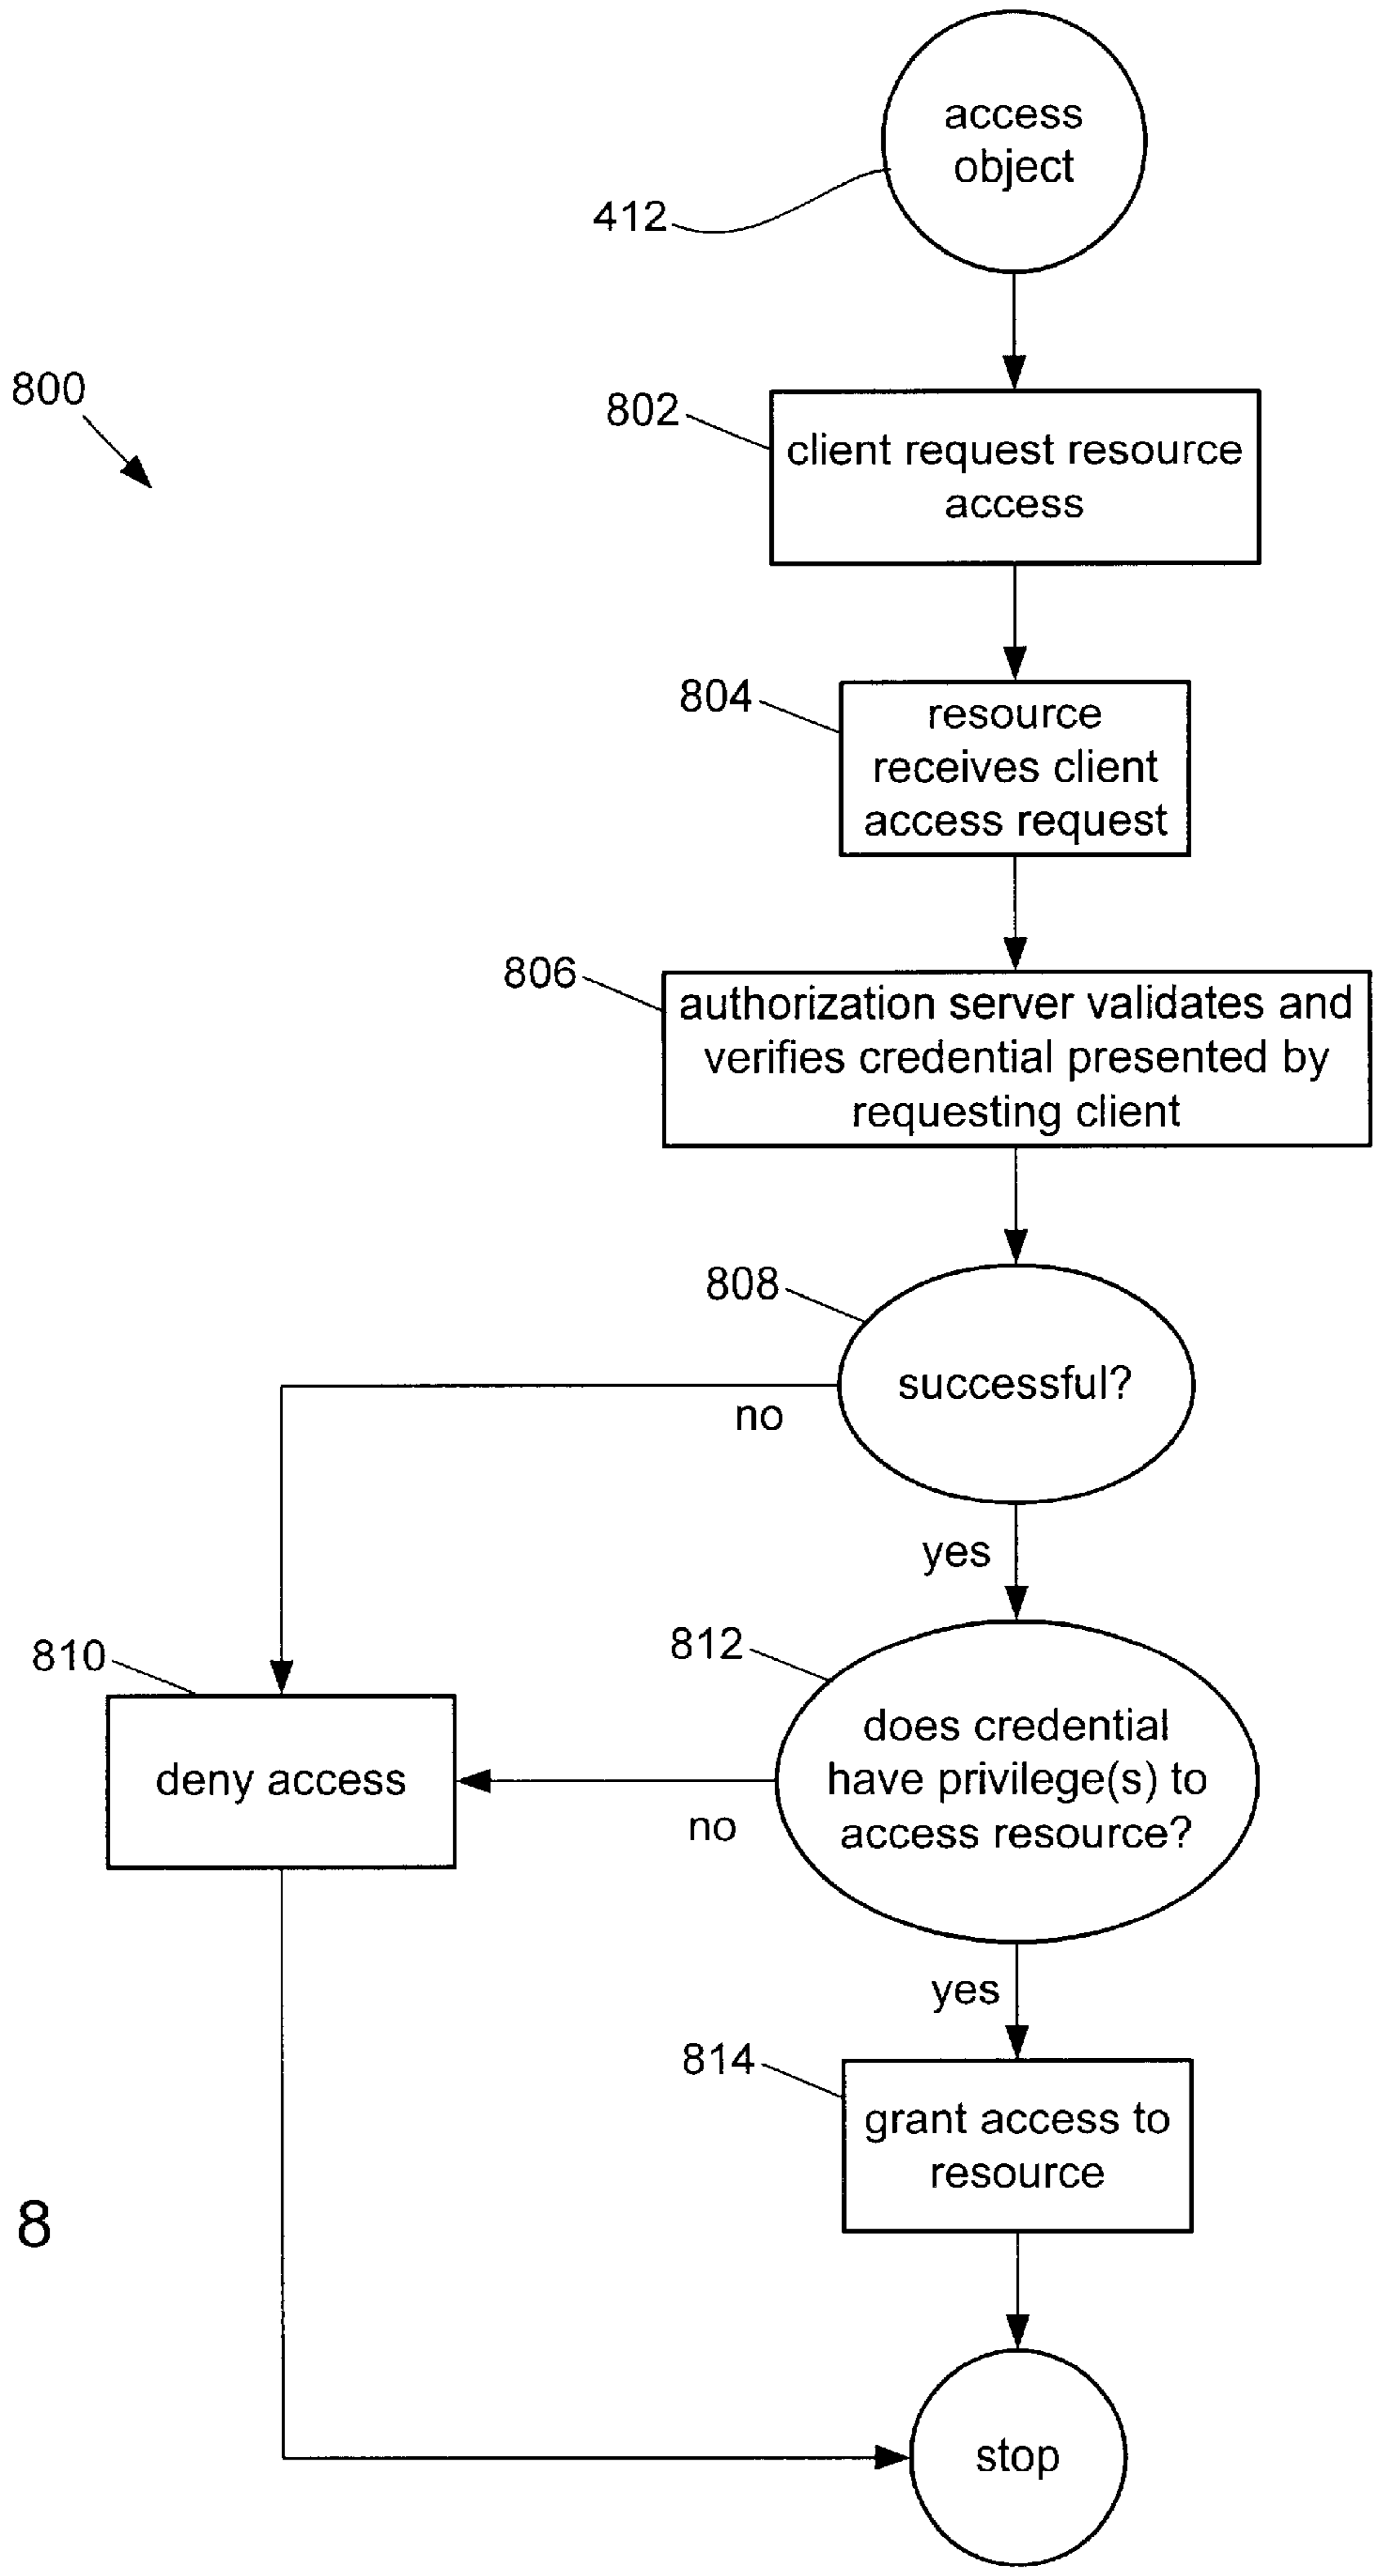 access
object
412
800
802
client request resource
access
804
resource
receives client
access request
806
authorization server validates and
verifies credential presented by
requesting client
808
successful?
no
yes
810
812
deny access
does credential
have privilege(s) to
access resource?
no
yes
814
grant access to
resource
8
stop